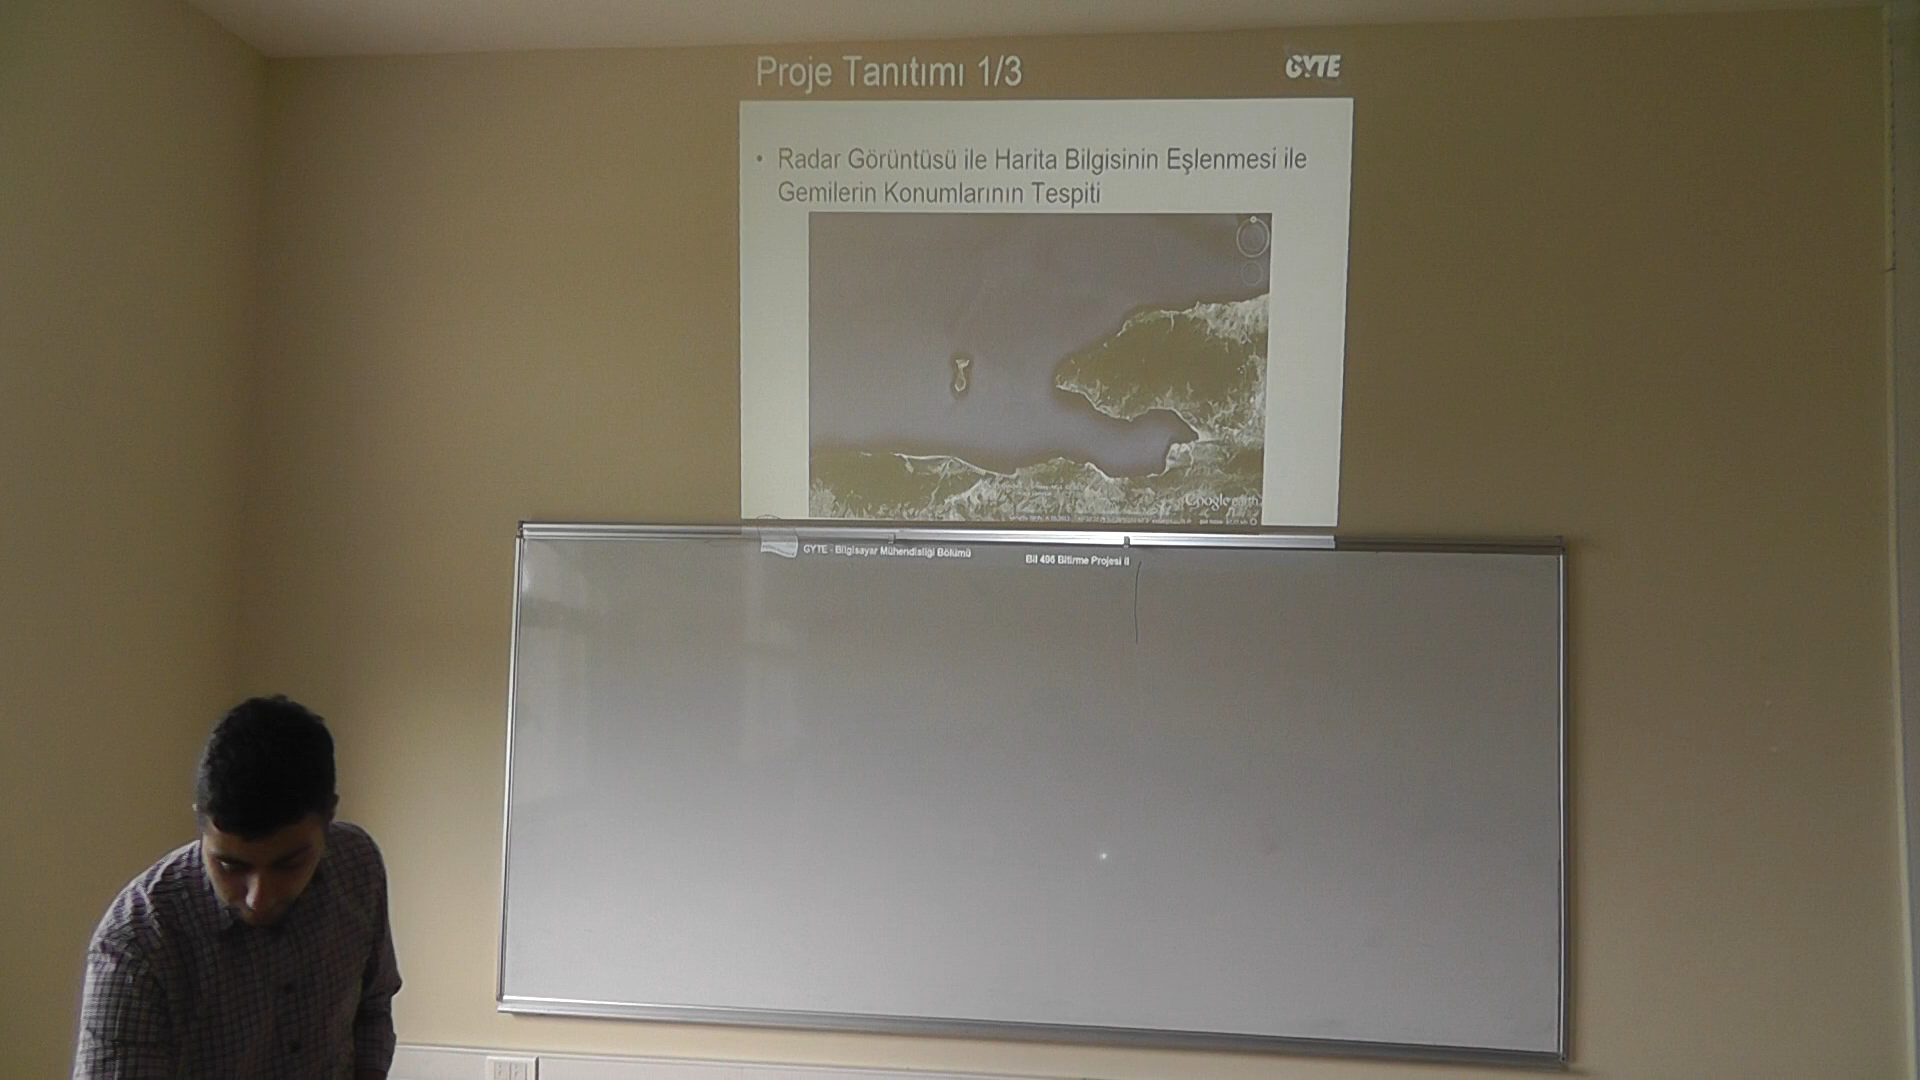 Proje Tanıtımı 1/3
GYTE
• Radar Görüntüsü ile Harita Bilgisinin Eşlenmesi ile
Gemilerin Konumlarının Tespiti
Google earth
GYTE - Bilgisayar Mühendisliği Bölümü
Bil 496 Bitirme Projesi II